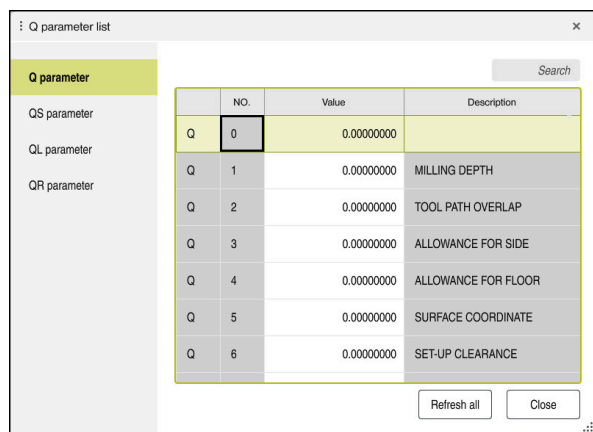 Q parameter list
×
Q parameter
QS parameter
QL parameter
QR parameter
Search
NO. Value Description
Q 0 0.00000000
Q 1 0.00000000 MILLING DEPTH
Q 2 0.00000000 TOOL PATH OVERLAP
Q 3 0.00000000 ALLOWANCE FOR SIDE
Q 4 0.00000000 ALLOWANCE FOR FLOOR
Q 5 0.00000000 SURFACE COORDINATE
Q 6 0.00000000 SET-UP CLEARANCE
Refresh all Close